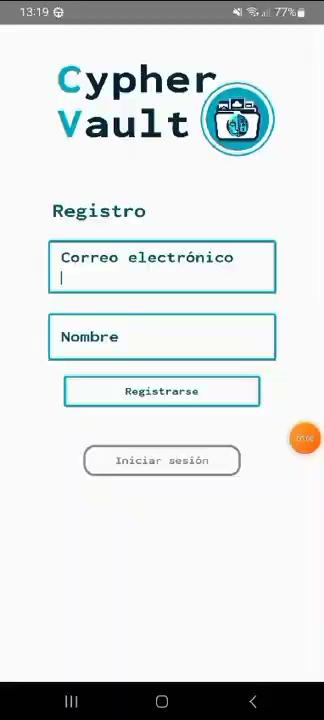 13:19 77%
Cypher
Vault
Registro
Correo electrónico
Nombre
Registrarse
Iniciar sesión